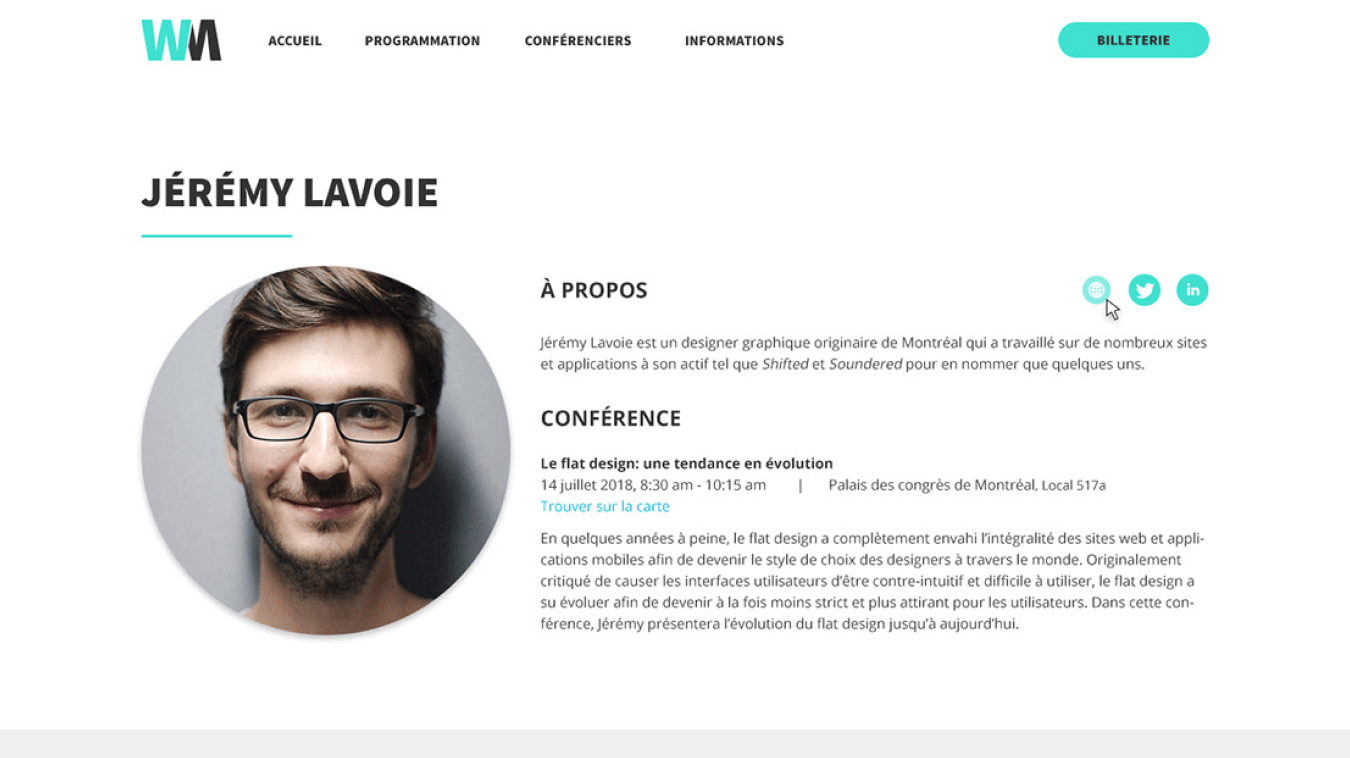 WM
ACCUEIL
PROGRAMMATION
CONFÉRENCIERS
INFORMATIONS
BILLETERIE
JÉRÉMY LAVOIE
À PROPOS
in
Jérémy Lavoie est un designer graphique originaire de Montréal qui a travaillé sur de nombreux sites
et applications à son actif tel que Shifted et Soundered pour en nommer que quelques uns.
CONFÉRENCE
Le flat design: une tendance en évolution
14 juillet 2018, 8:30 am - 10:15 am | Palais des congrès de Montréal, Local 517a
Trouver sur la carte
En quelques années à peine, le flat design a complètement envahi l'intégralité des sites web et appli-
cations mobiles afin de devenir le style de choix des designers à travers le monde. Originalement
critiqué de causer les interfaces utilisateurs d'être contre-intuitif et difficile à utiliser, le flat design a
su évoluer afin de devenir à la fois moins strict et plus attirant pour les utilisateurs. Dans cette con-
férence, Jérémy présentera l'évolution du flat design jusqu'à aujourd'hui.